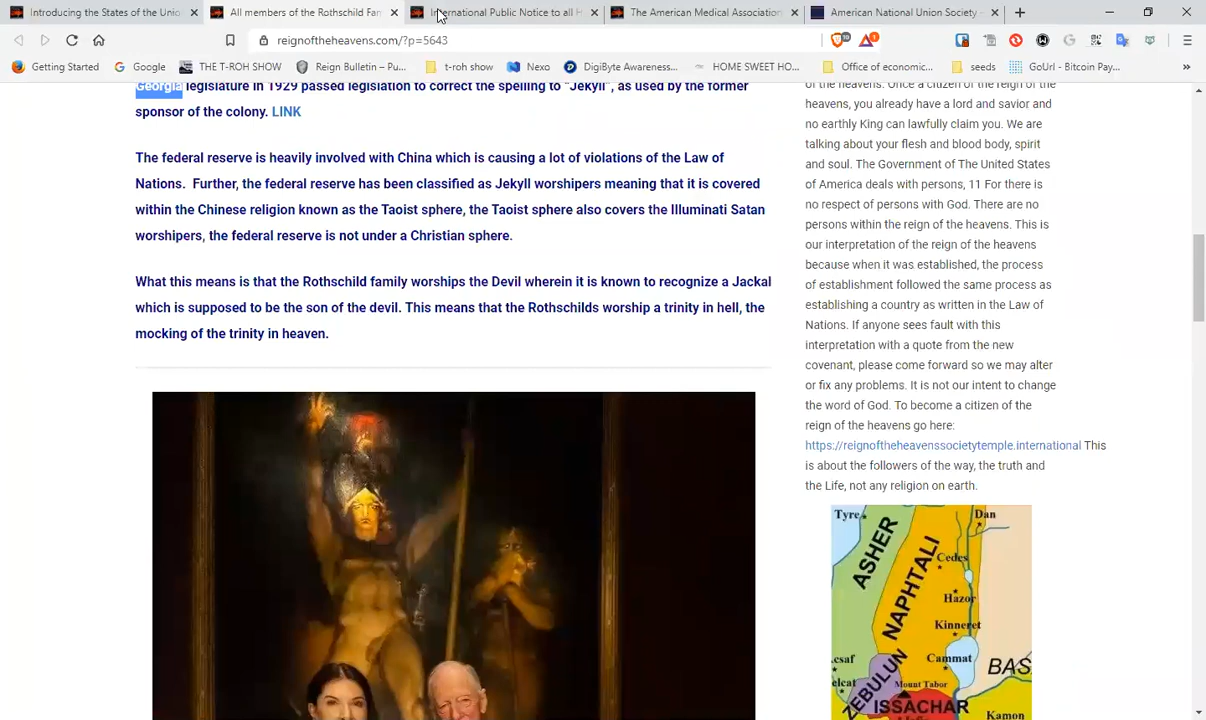 Introducing the States of the Unio
All members of the Rothschild Fam
International Public Notice to all H
The American Medical Association
American National Union Society –
reignoftheheavens.com/?p=5643
Getting Started
Google
THE T-ROH SHOW
Reign Bulletin – Pu...
t-roh show
Nexo
DigiByte Awareness...
HOME SWEET HO...
Office of economic...
seeds
GoUrl - Bitcoin Pay...
Georgia legislature in 1929 passed legislation to correct the spelling to "Jekyll", as used by the former
sponsor of the colony. LINK
The federal reserve is heavily involved with China which is causing a lot of violations of the Law of
Nations. Further, the federal reserve has been classified as Jekyll worshipers meaning that it is covered
within the Chinese religion known as the Taoist sphere, the Taoist sphere also covers the Illuminati Satan
worshipers, the federal reserve is not under a Christian sphere.
What this means is that the Rothschild family worships the Devil wherein it is known to recognize a Jackal
which is supposed to be the son of the devil. This means that the Rothschilds worship a trinity in hell, the
mocking of the trinity in heaven.
of the heavens. Once a citizen of the reign of the
heavens, you already have a lord and savior and
no earthly King can lawfully claim you. We are
talking about your flesh and blood body, spirit
and soul. The Government of The United States
of America deals with persons, 11 For there is
no respect of persons with God. There are no
persons within the reign of the heavens. This is
our interpretation of the reign of the heavens
because when it was established, the process
of establishment followed the same process as
establishing a country as written in the Law of
Nations. If anyone sees fault with this
interpretation with a quote from the new
covenant, please come forward so we may alter
or fix any problems. It is not our intent to change
the word of God. To become a citizen of the
reign of the heavens go here:
https://reignoftheheavenssocietytemple.international This
is about the followers of the way, the truth and
the Life, not any religion on earth.
Tyre
Dan
ASHER
NAPHTALI
Cedes
Hazor
Kinneret
Cammat
BAS
ZEBULUN
Mount Tabor
ISSACHAR
Kamon